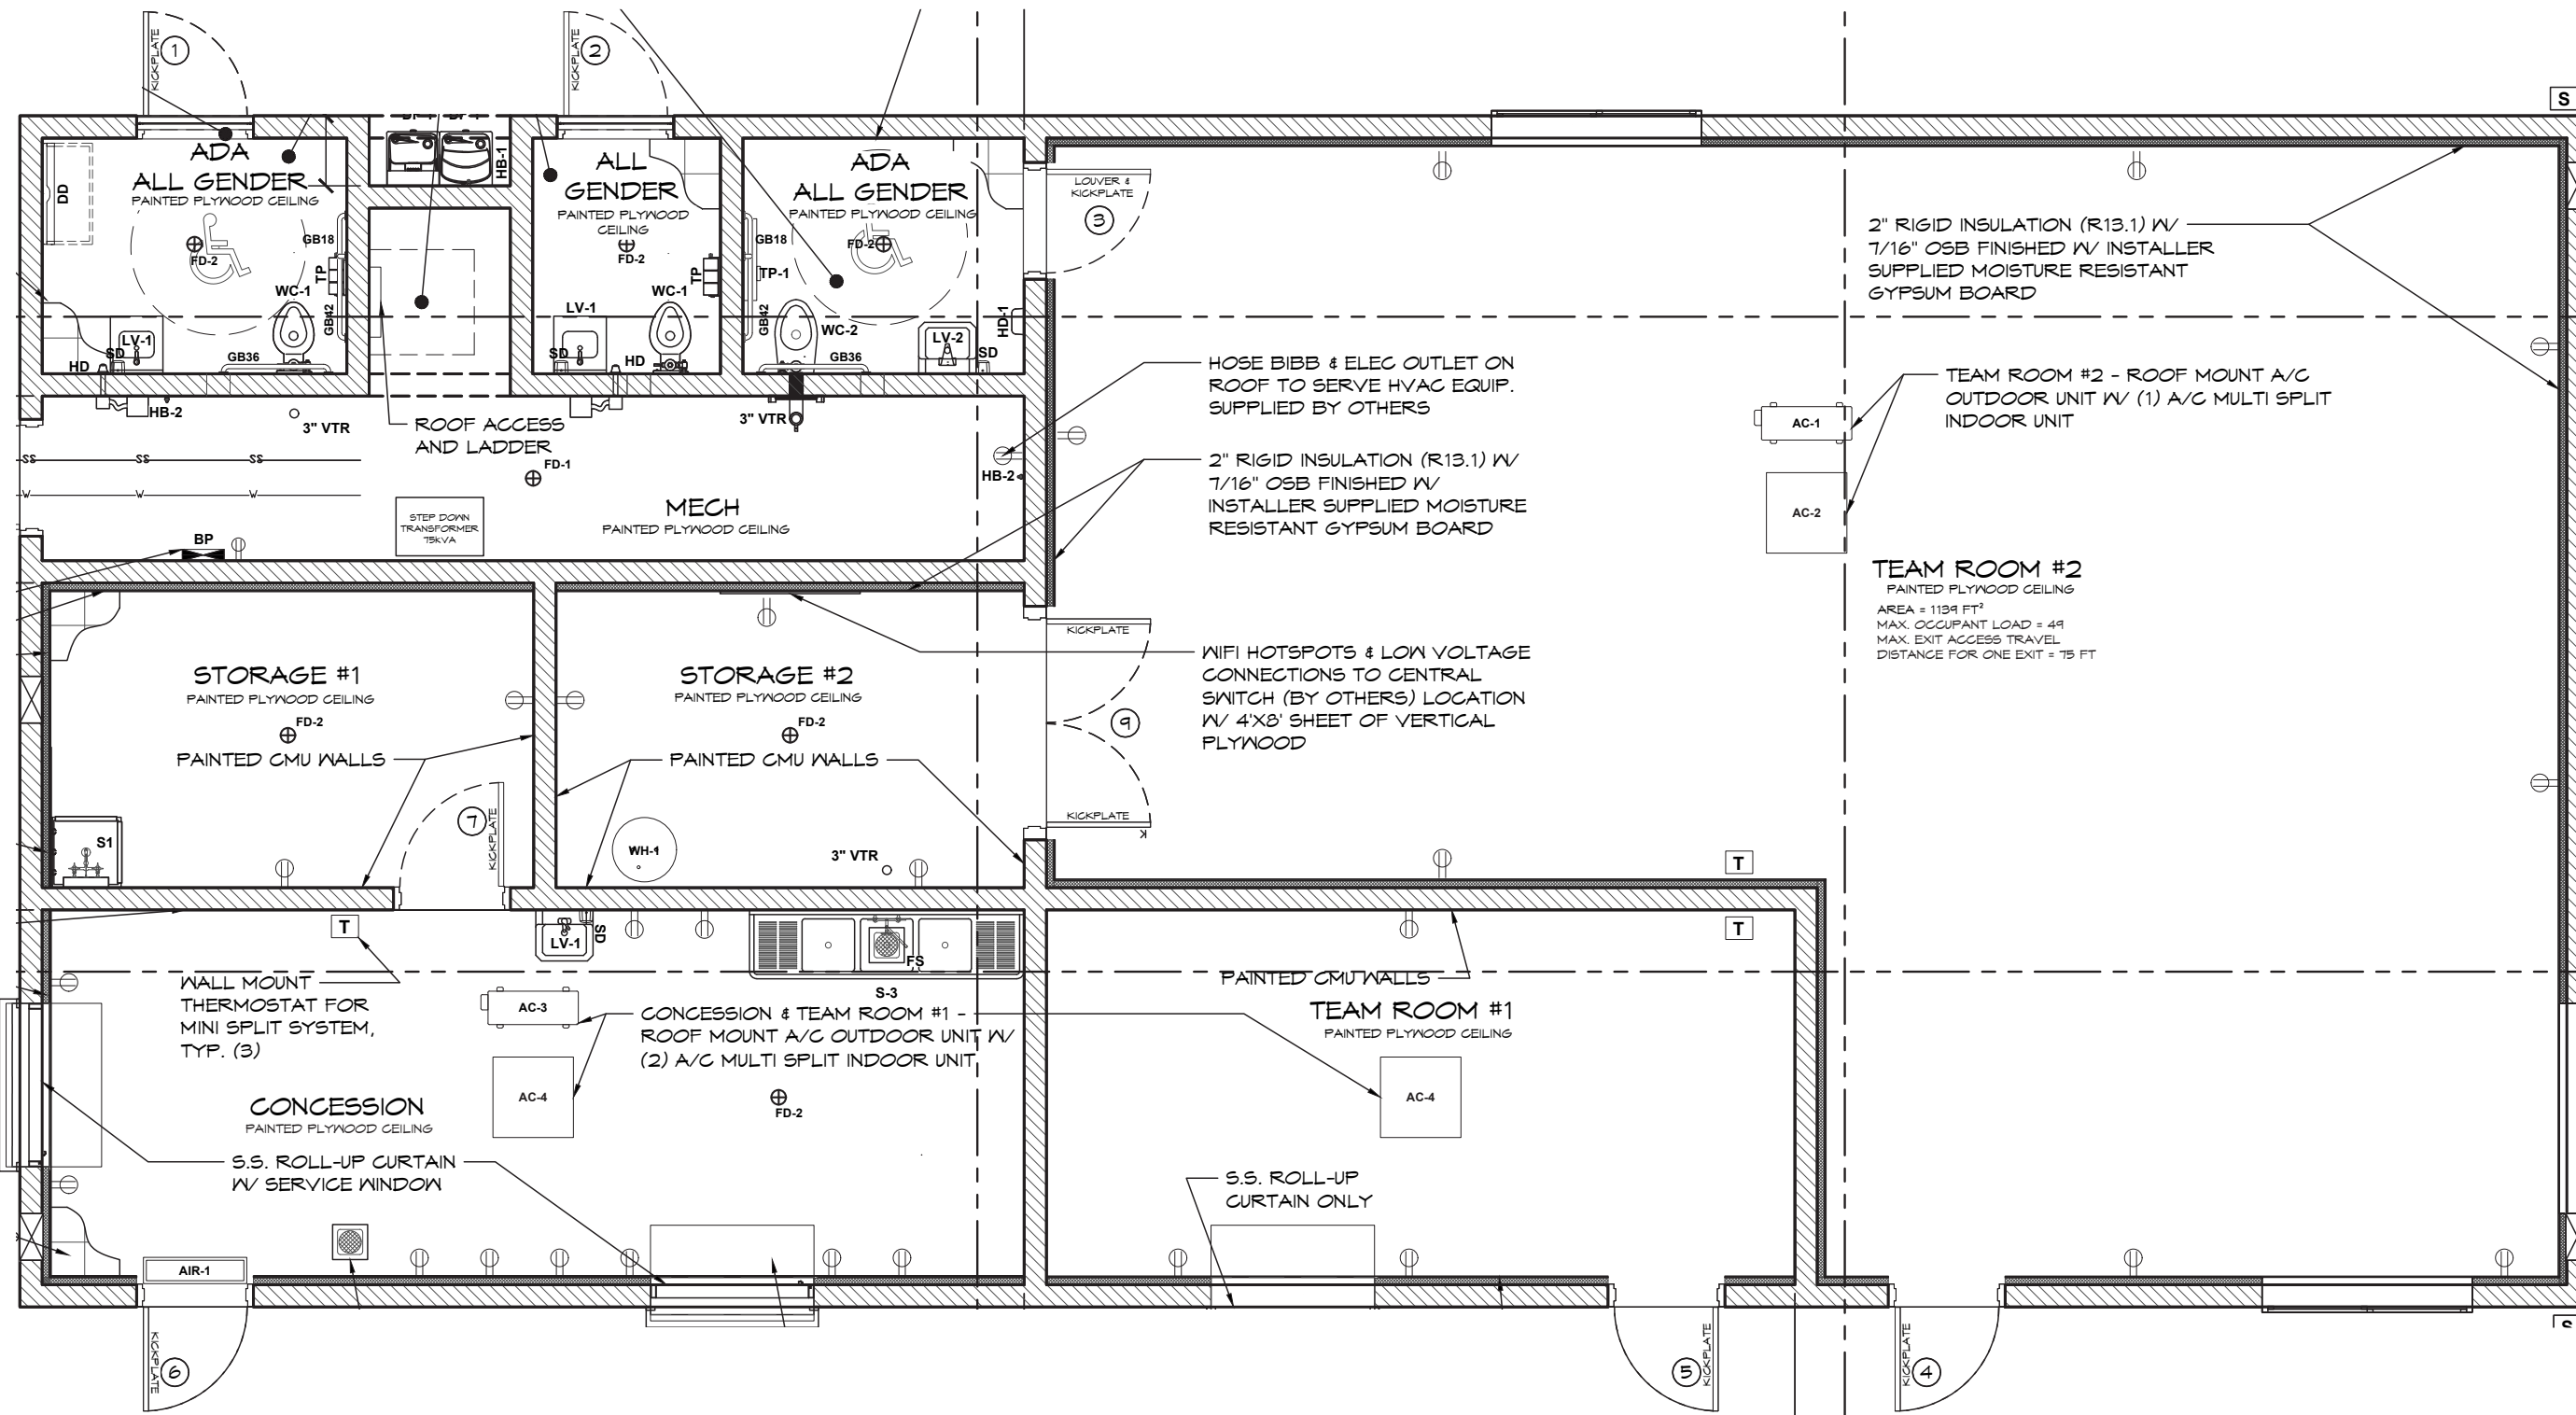 KICKPLATE
1
KICKPLATE
2
S
ADA
ALL GENDER
PAINTED PLYWOOD CEILING
DD
FD-2
GB18
TP
GB42
WC-1
LV-1
SD
HD
GB36
HB-1
ALL
GENDER
PAINTED PLYWOOD
CEILING
FD-2
TP
LV-1
WC-1
SD
HD
ADA
ALL GENDER
PAINTED PLYWOOD CEILING
GB18
FD-2
TP-1
GB42
WC-2
GB36
LV-2
SD
HD-1
LOUVER &
KICKPLATE
3
2" RIGID INSULATION (R13.1) W/
7/16" OSB FINISHED W/ INSTALLER
SUPPLIED MOISTURE RESISTANT
GYPSUM BOARD
HOSE BIBB & ELEC OUTLET ON
ROOF TO SERVE HVAC EQUIP.
SUPPLIED BY OTHERS
TEAM ROOM #2 - ROOF MOUNT A/C
OUTDOOR UNIT W/ (1) A/C MULTI SPLIT
INDOOR UNIT
AC-1
AC-2
HB-2
3" VTR
ROOF ACCESS
AND LADDER
3" VTR
SS SS SS
W W W
FD-1
HB-2
2" RIGID INSULATION (R13.1) W/
7/16" OSB FINISHED W/
INSTALLER SUPPLIED MOISTURE
RESISTANT GYPSUM BOARD
STEP DOWN
TRANSFORMER
75KVA
MECH
PAINTED PLYWOOD CEILING
BP
TEAM ROOM #2
PAINTED PLYWOOD CEILING
AREA = 1139 FT²
MAX. OCCUPANT LOAD = 49
MAX. EXIT ACCESS TRAVEL
DISTANCE FOR ONE EXIT = 75 FT
KICKPLATE
9
KICKPLATE
K
WIFI HOTSPOTS & LOW VOLTAGE
CONNECTIONS TO CENTRAL
SWITCH (BY OTHERS) LOCATION
W/ 4'X8' SHEET OF VERTICAL
PLYWOOD
STORAGE #1
PAINTED PLYWOOD CEILING
FD-2
PAINTED CMU WALLS
7
KICKPLATE
S1
STORAGE #2
PAINTED PLYWOOD CEILING
FD-2
PAINTED CMU WALLS
WH-1
3" VTR
T
T
T
LV-1
SD
FS
S-3
WALL MOUNT
THERMOSTAT FOR
MINI SPLIT SYSTEM,
TYP. (3)
AC-3
CONCESSION & TEAM ROOM #1 -
ROOF MOUNT A/C OUTDOOR UNIT W/
(2) A/C MULTI SPLIT INDOOR UNIT
AC-4
FD-2
CONCESSION
PAINTED PLYWOOD CEILING
S.S. ROLL-UP CURTAIN
W/ SERVICE WINDOW
AIR-1
PAINTED CMU WALLS
TEAM ROOM #1
PAINTED PLYWOOD CEILING
AC-4
S.S. ROLL-UP
CURTAIN ONLY
KICKPLATE
6
5
KICKPLATE
KICKPLATE
4